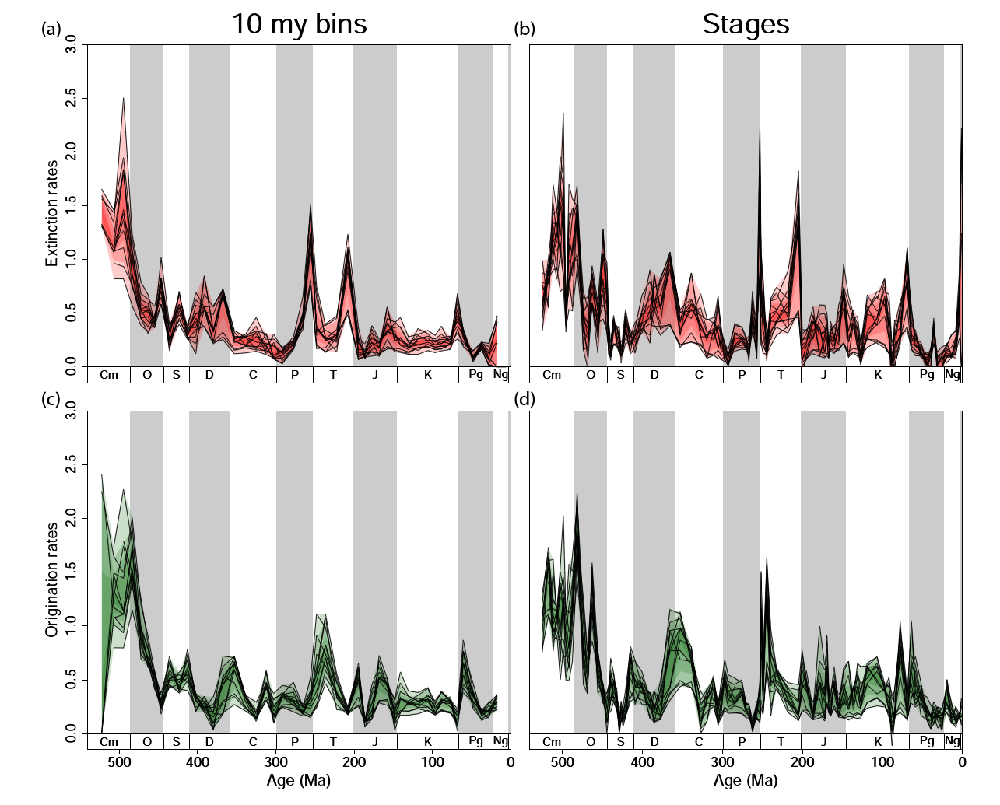 10 my bins
Stages
(a)
(b)
3.0
2.5
2.0
1.5
1.0
0.5
0.0
Extinction rates
Cm O S D C P T J K Pg Ng
Cm O S D C P T J K Pg Ng
(c)
(d)
3.0
2.5
2.0
1.5
1.0
0.5
0.0
Origination rates
Cm O S D C P T J K Pg Ng
Cm O S D C P T J K Pg Ng
500 400 300 200 100 0
500 400 300 200 100 0
Age (Ma)
Age (Ma)